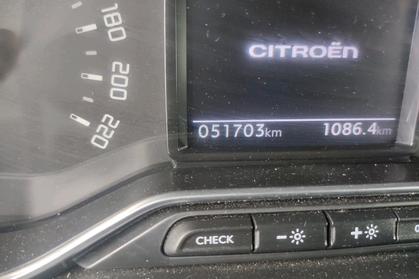 180
200
220
CITROËN
051703km 1086.4km
CHECK - +